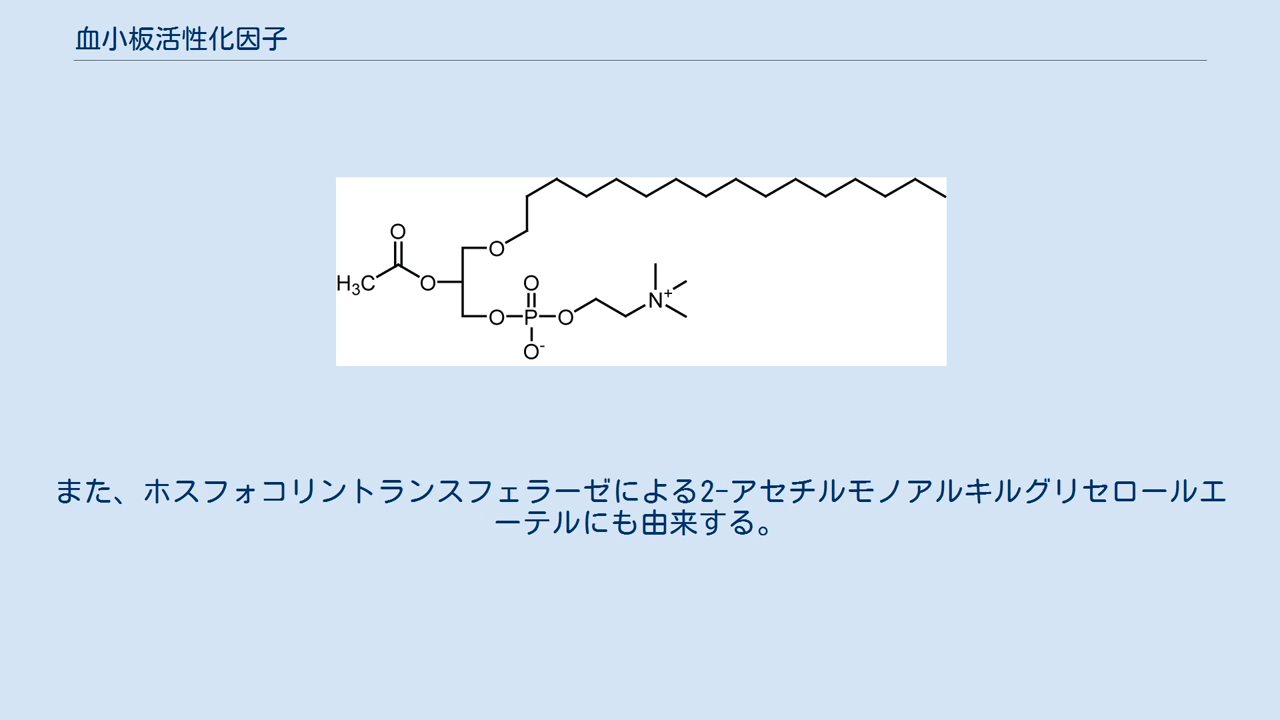 血小板活性化因子
O
O
H3C
O
O
N+
O
P
O
O-
また、ホスフォコリントランスフェラーゼによる2-アセチルモノアルキルグリセロールエ
ーテルにも由来する。